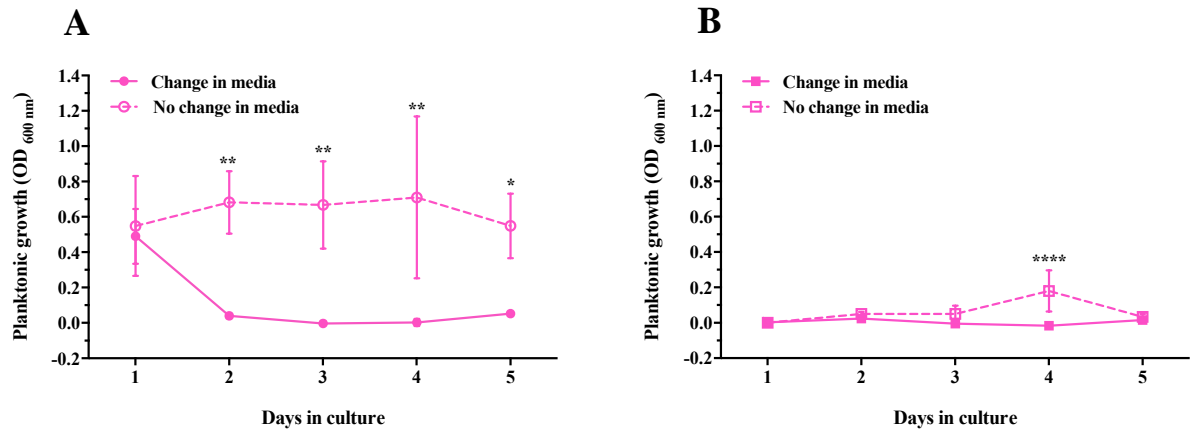 A
Planktonic growth (OD 600 nm)
1.4
1.2
1.0
0.8
0.6
0.4
0.2
0.0
-0.2
Change in media
No change in media
**
**
**
*
1 2 3 4 5
Days in culture
B
Planktonic growth (OD 600 nm)
1.4
1.2
1.0
0.8
0.6
0.4
0.2
0.0
-0.2
Change in media
No change in media
****
1 2 3 4 5
Days in culture